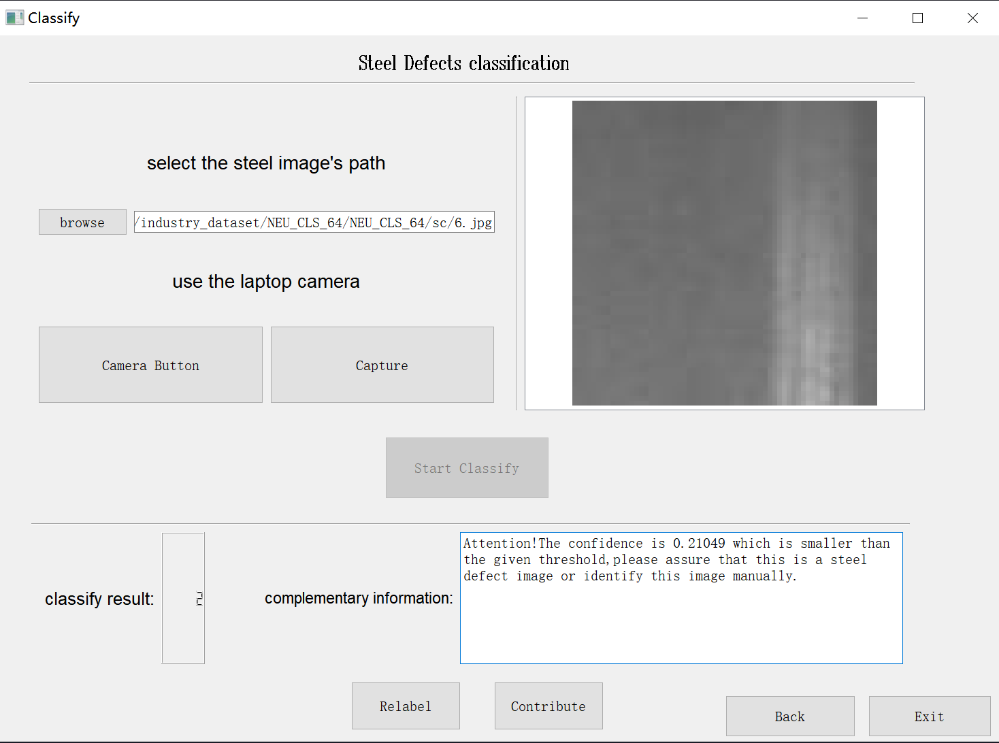 Classify
Steel Defects classification
select the steel image's path
browse
/industry_dataset/NEU_CLS_64/NEU_CLS_64/sc/6.jpg
use the laptop camera
Camera Button
Capture
Start Classify
classify result:
2
complementary information:
Attention!The confidence is 0.21049 which is smaller than
the given threshold,please assure that this is a steel
defect image or identify this image manually.
Relabel
Contribute
Back
Exit